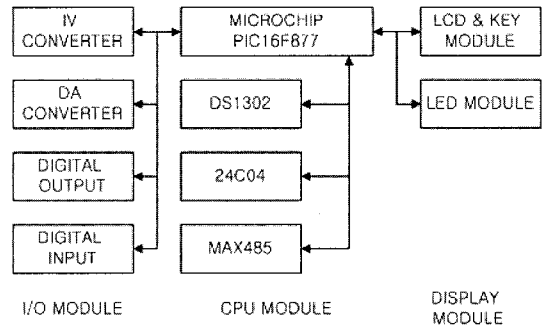 IV
CONVERTER
MICROCHIP
PIC16F877
LCD & KEY
MODULE
DA
CONVERTER
DS1302
LED MODULE
DIGITAL
OUTPUT
24C04
DIGITAL
INPUT
MAX485
I/O MODULE
CPU MODULE
DISPLAY
MODULE